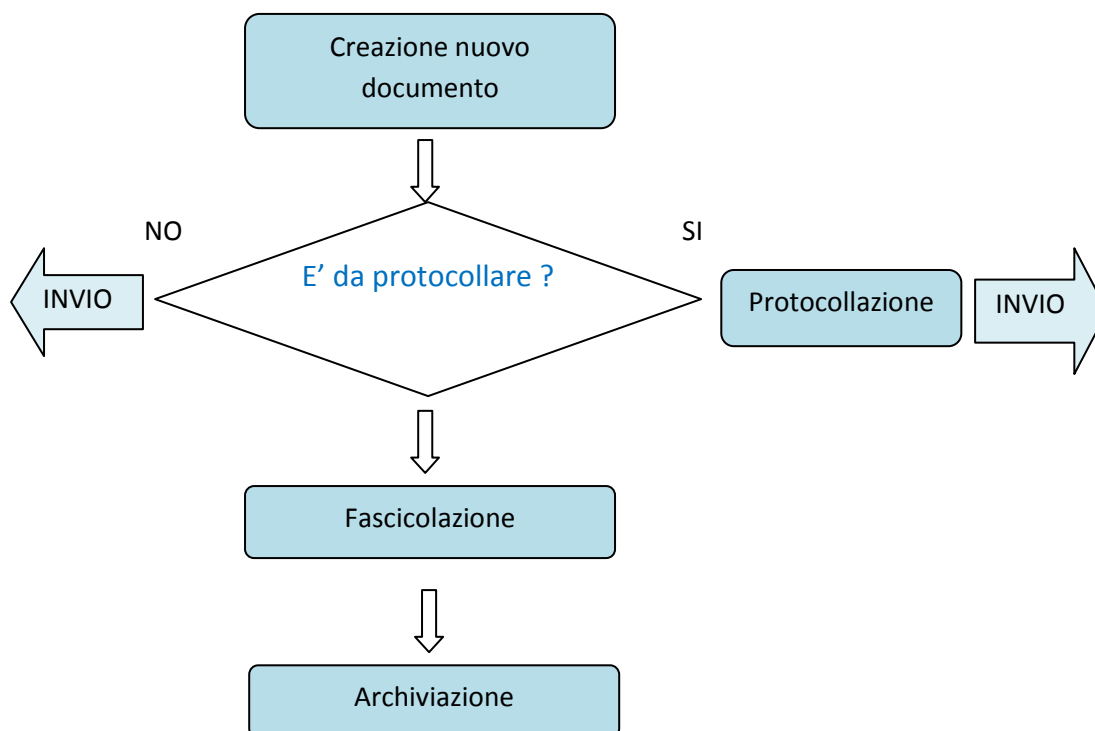 Creazione nuovo
documento
NO
SI
E’ da protocollare ?
INVIO
Protocollazione
INVIO
Fascicolazione
Archiviazione